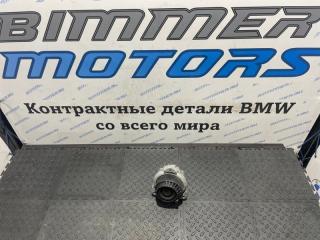 BIMMER
MOTORS
Контрактные детали BMW
со всего мира